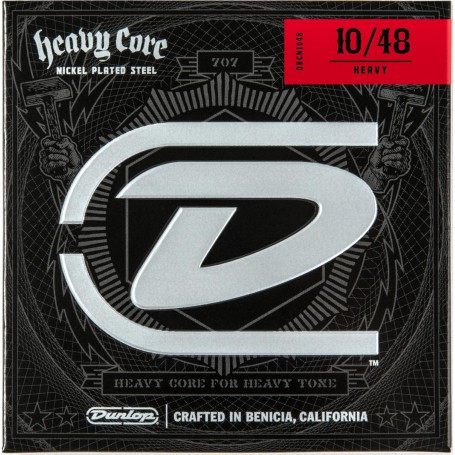 Heavy Core
NICKEL PLATED STEEL
DHCN1048
10/48
HEAVY
707
D
TM
HEAVY CORE FOR HEAVY TONE
Dunlop
CRAFTED IN BENICIA, CALIFORNIA